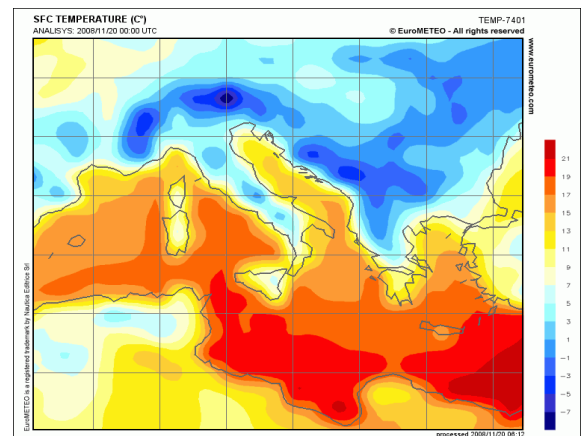 SFC TEMPERATURE (C°)
TEMP-7401
ANALISYS: 2008/11/20 00:00 UTC
© EuroMETEO - All rights reserved
www.eurometeo.com
21
19
17
15
13
11
9
7
5
3
1
−1
−3
−5
−7
EuroMETEO is a registered trademark by Nautica Editrice Srl
processed 2008/11/20 06:12